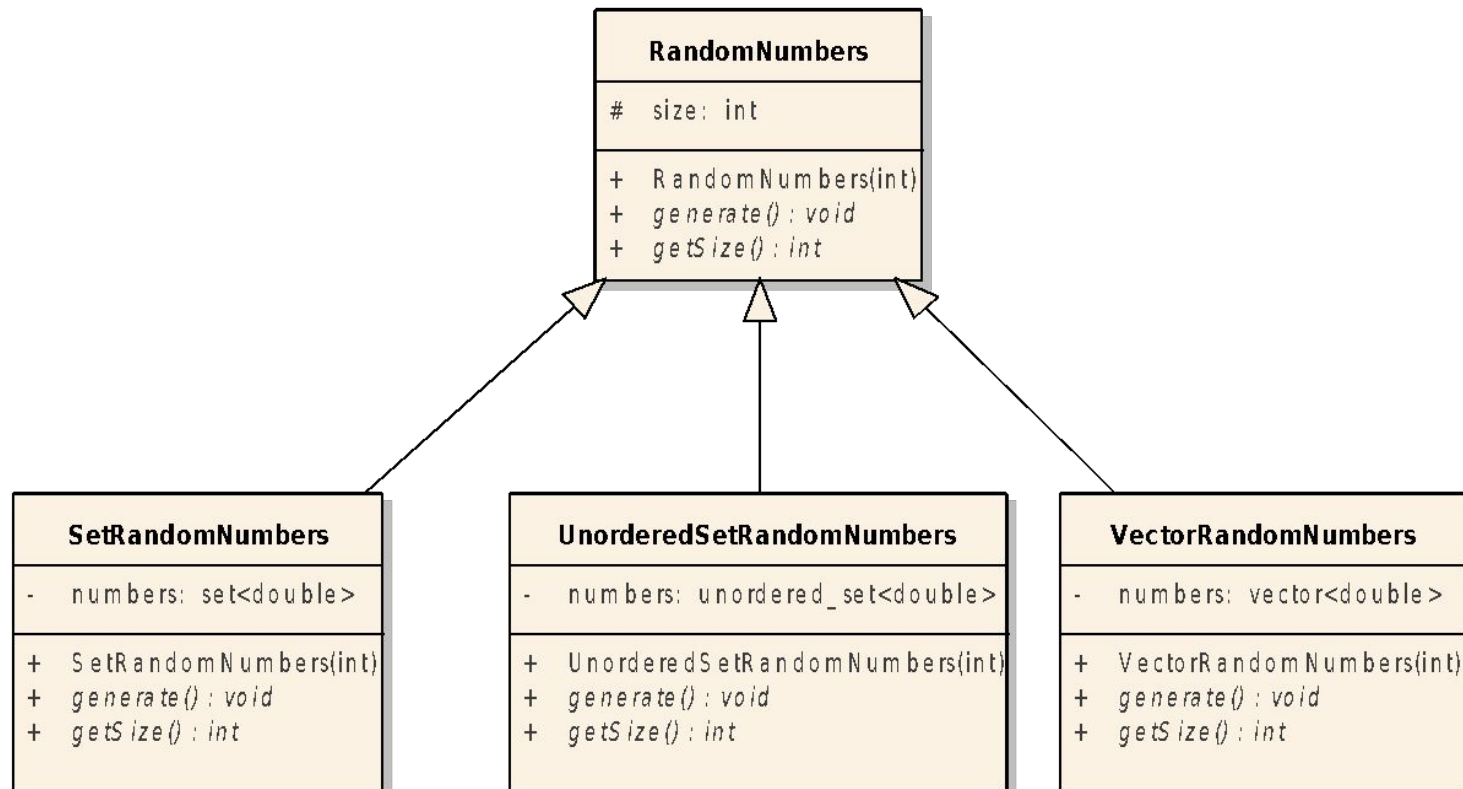 RandomNumbers
# size: int
+ RandomNumbers(int)
+ generate() : void
+ getSize() : int
SetRandomNumbers
- numbers: set<double>
+ SetRandomNumbers(int)
+ generate() : void
+ getSize() : int
UnorderedSetRandomNumbers
- numbers: unordered_set<double>
+ UnorderedSetRandomNumbers(int)
+ generate() : void
+ getSize() : int
VectorRandomNumbers
- numbers: vector<double>
+ VectorRandomNumbers(int)
+ generate() : void
+ getSize() : int